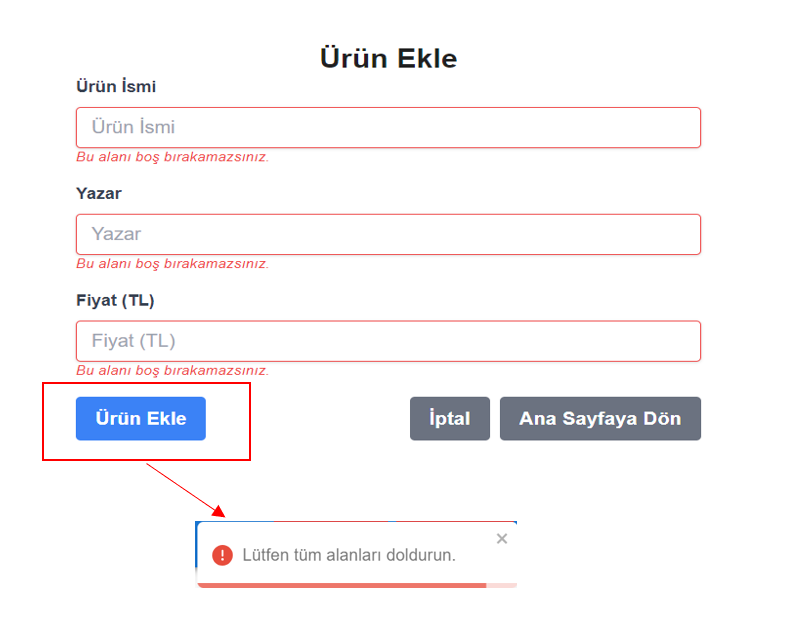 Ürün Ekle
Ürün İsmi
Ürün İsmi
Bu alanı boş bırakamazsınız.
Yazar
Yazar
Bu alanı boş bırakamazsınız.
Fiyat (TL)
Fiyat (TL)
Bu alanı boş bırakamazsınız.
Ürün Ekle
İptal
Ana Sayfaya Dön
Lütfen tüm alanları doldurun.